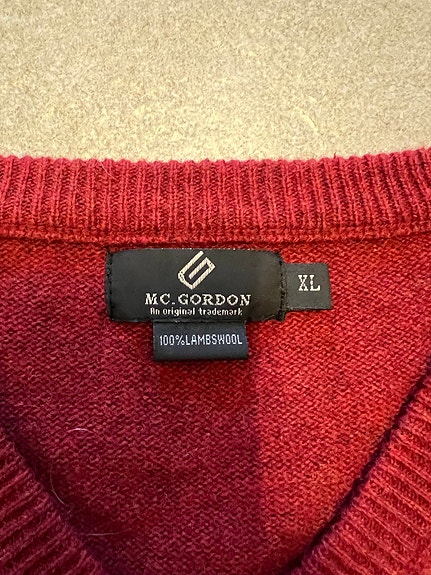 MC.GORDON
An original trademark
XL
100%LAMBSWOOL